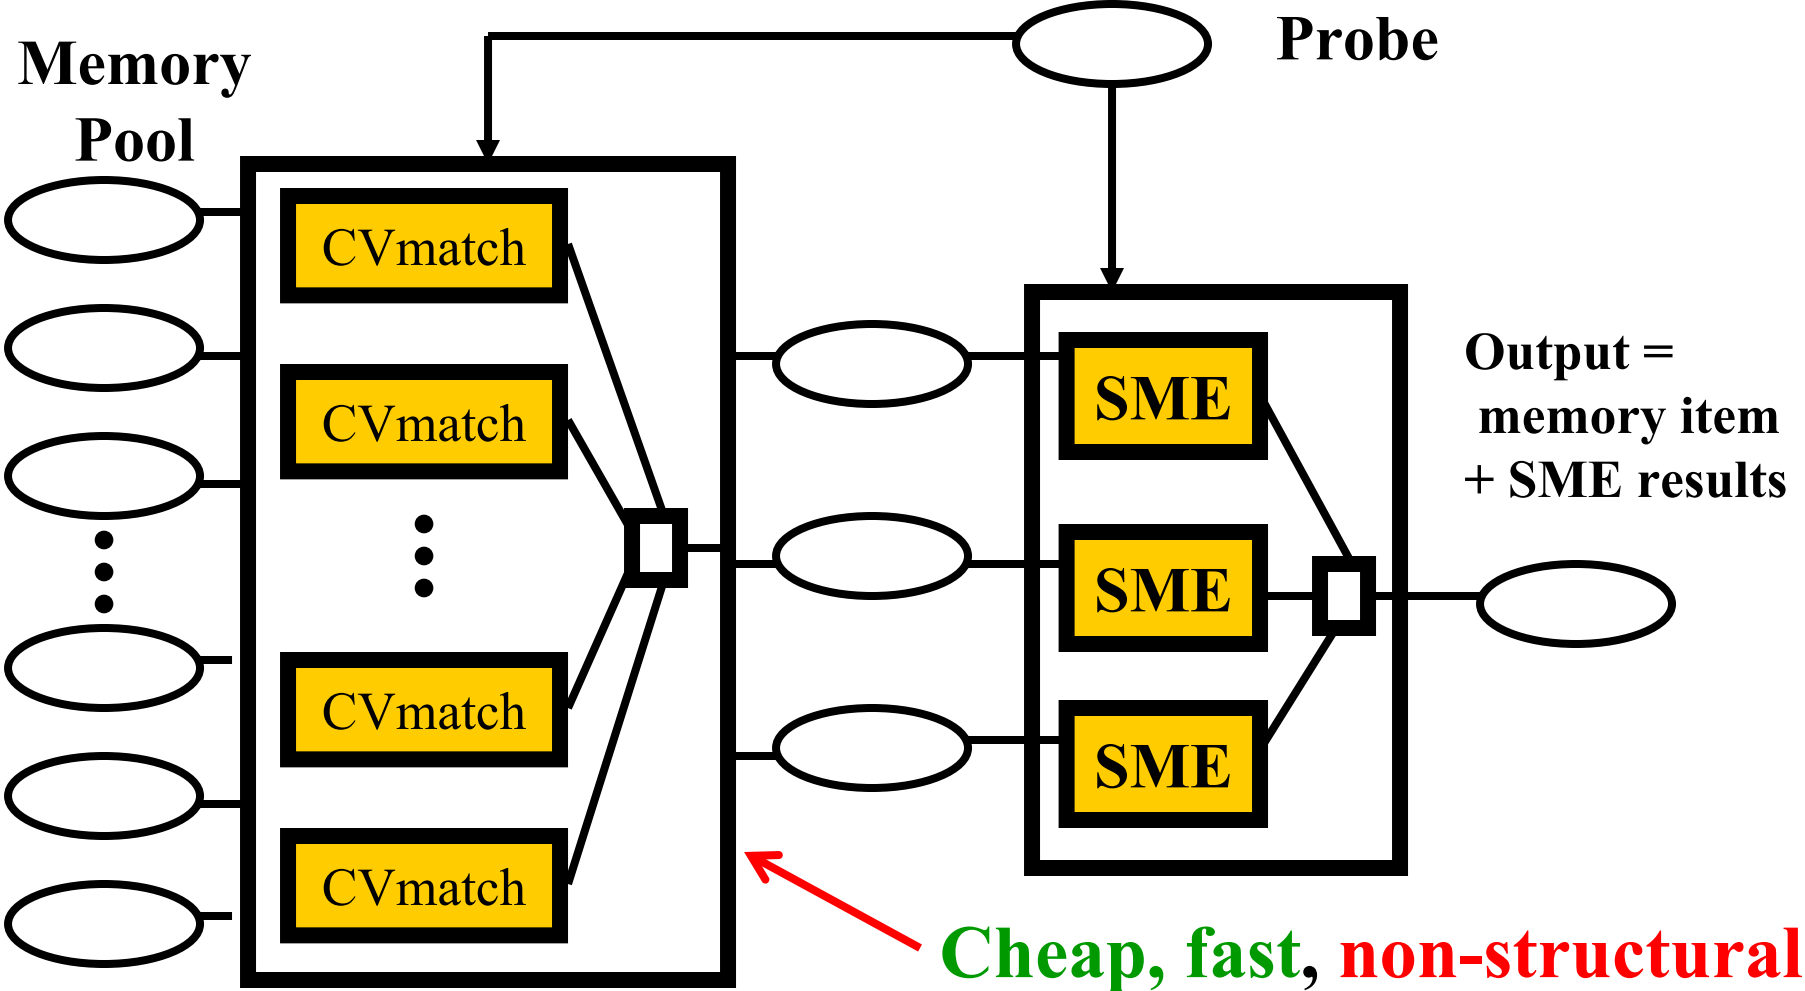 Memory
Pool
Probe
CVmatch
CVmatch
CVmatch
CVmatch
SME
SME
SME
Output =
memory item
+ SME results
Cheap, fast, non-structural